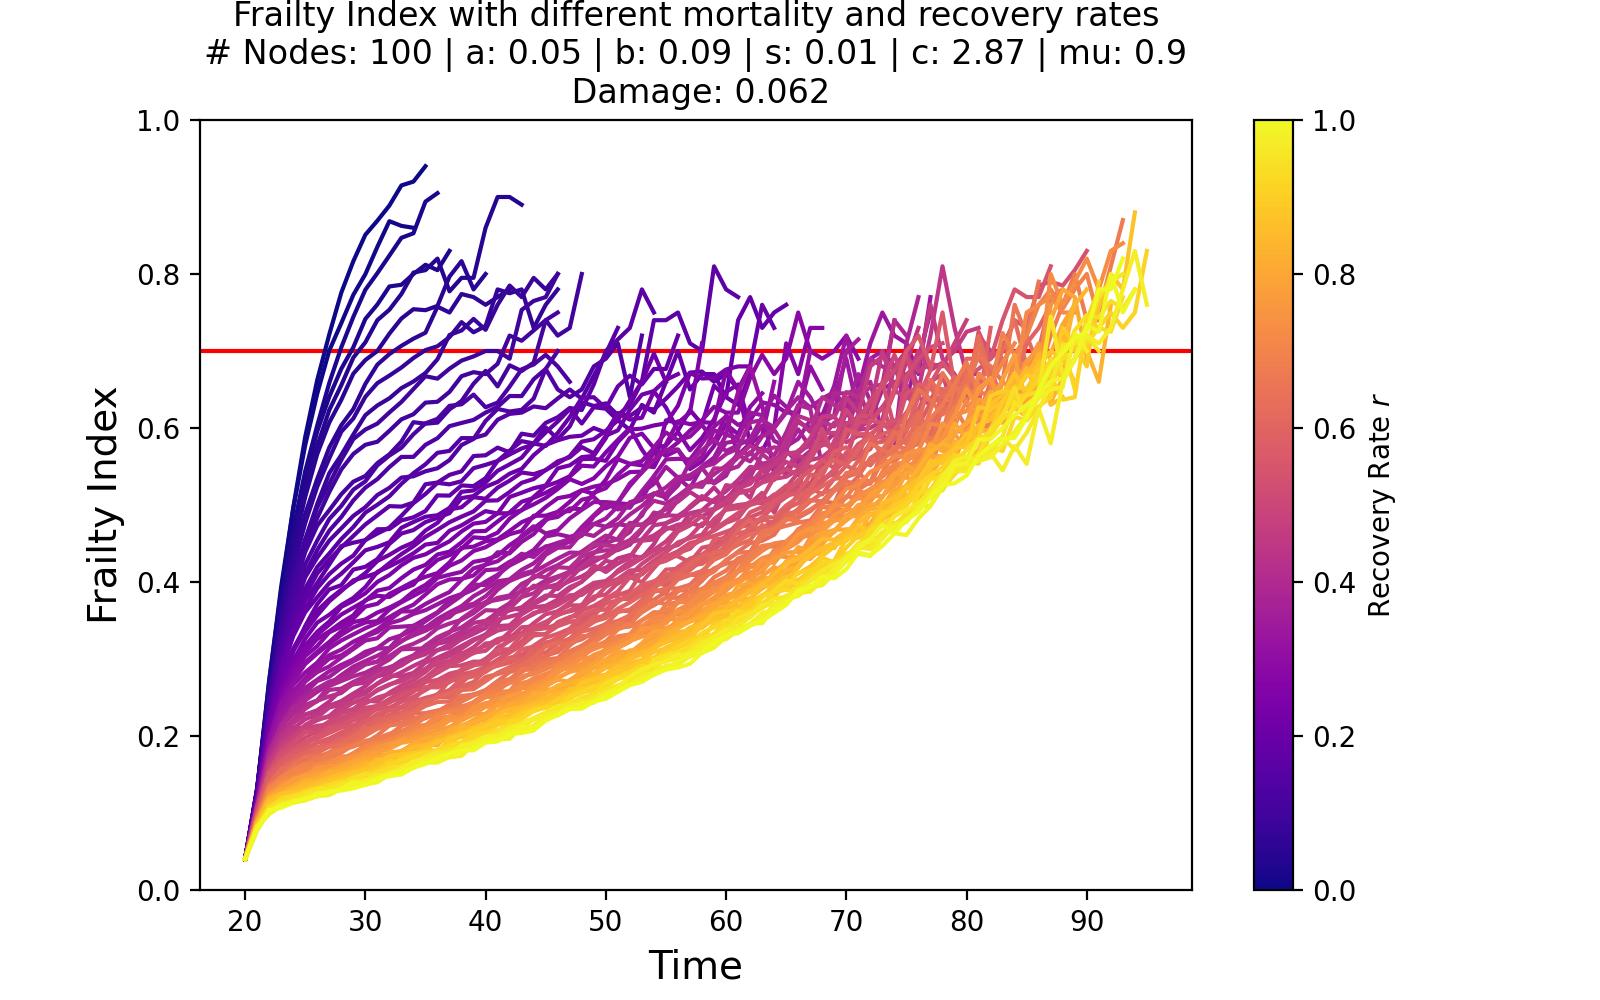 Frailty Index with different mortality and recovery rates
# Nodes: 100 | a: 0.05 | b: 0.09 | s: 0.01 | c: 2.87 | mu: 0.9
Damage: 0.062
Frailty Index
1.0
0.8
0.6
0.4
0.2
0.0
20 30 40 50 60 70 80 90
Time
1.0
0.8
0.6
0.4
0.2
0.0
Recovery Rate r